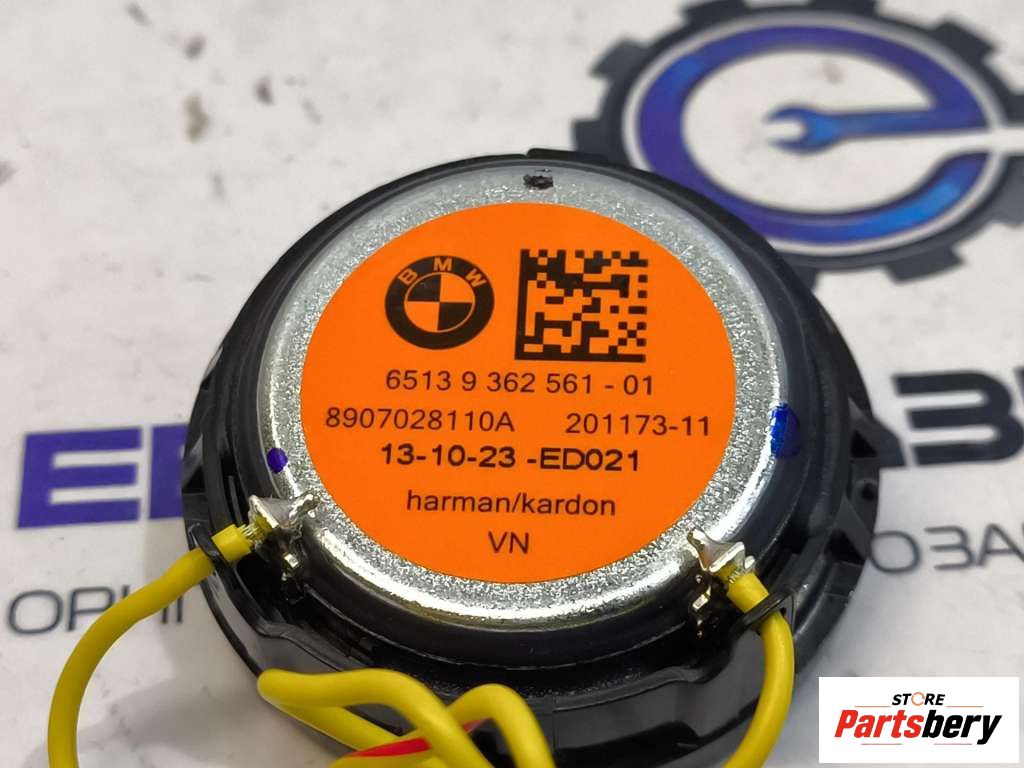 BMW
6513 9 362 561 - 01
8907028110A 201173-11
13-10-23 -ED021
harman/kardon
VN
STORE
Partsbery